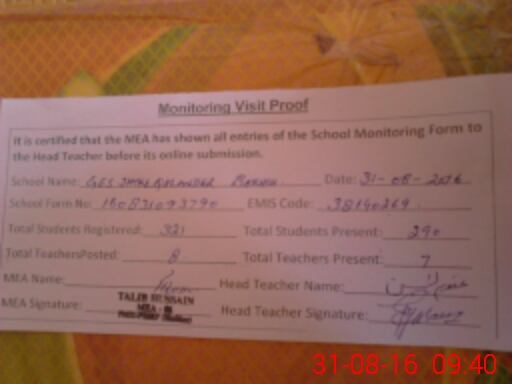 Monitoring Visit Proof
It is certified that the MEA has shown all entries of the School Monitoring Form to
the Head Teacher before its online submission.
School Name: GES Date: 31-08-2016
School Form No: 160831093790 EMIS Code: 38140269
Total Students Registered: 321 Total Students Present: 290
Total TeachersPosted: 8 Total Teachers Present: 7
MEA Name: Head Teacher Name:
TALIB HUSSAIN
MEA Signature: Head Teacher Signature:
31-08-16 09:40